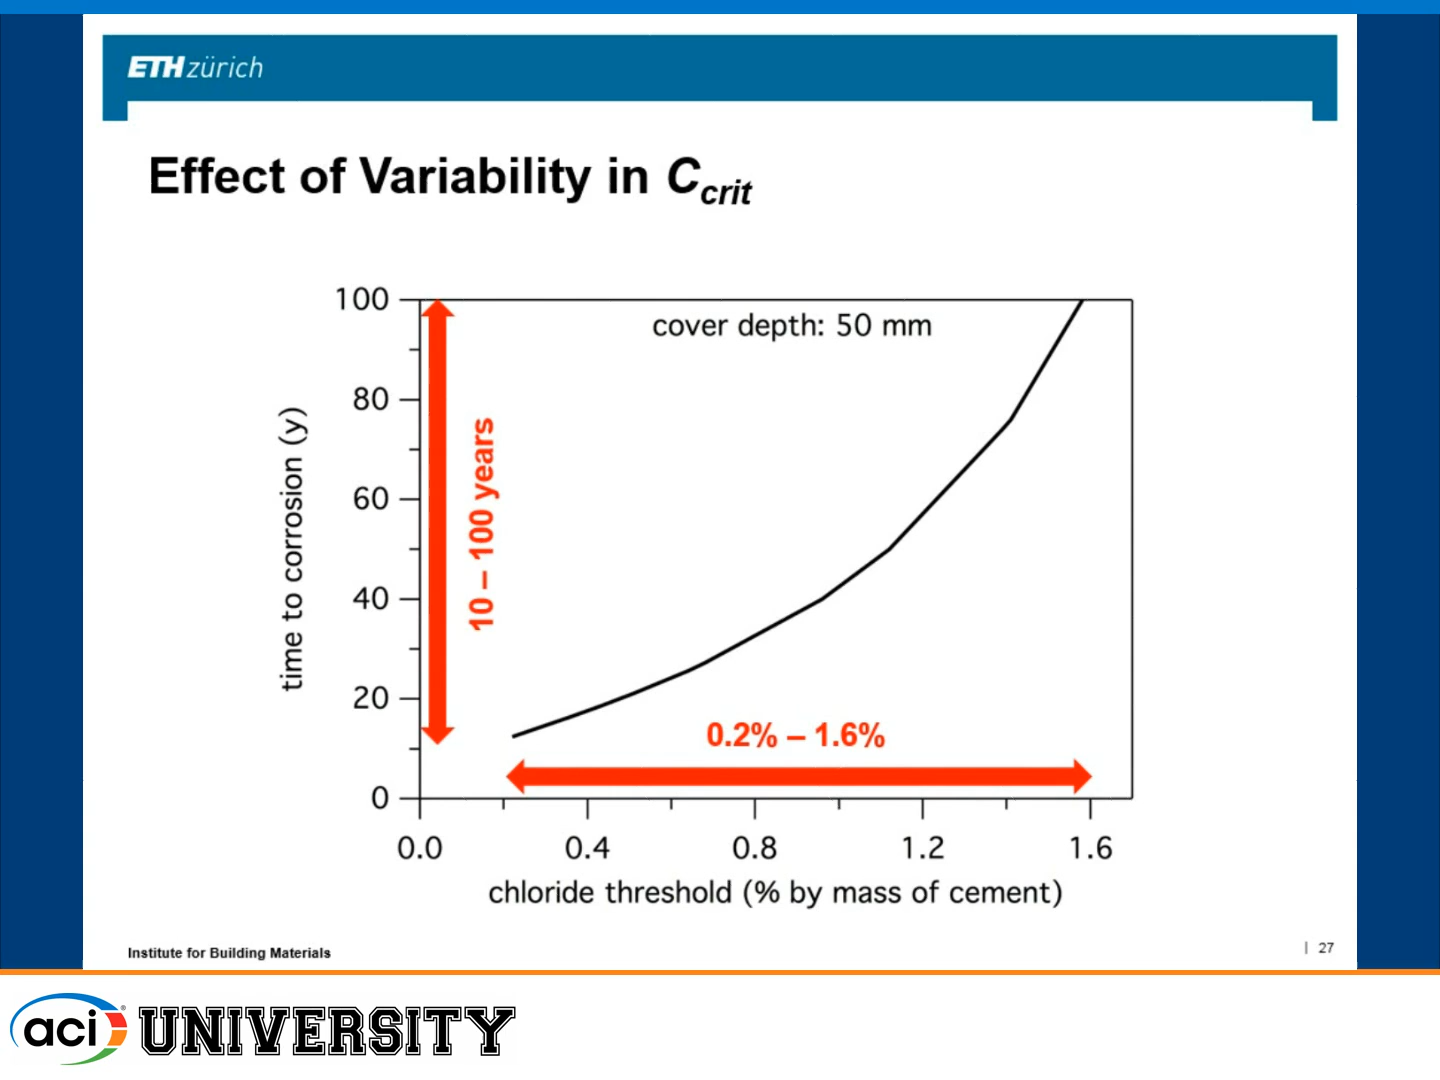 ETH zürich
Effect of Variability in Ccrit
100
cover depth: 50 mm
80
60
40
20
0
time to corrosion (y)
10 – 100 years
0.2% – 1.6%
0.0 0.4 0.8 1.2 1.6
chloride threshold (% by mass of cement)
Institute for Building Materials
| 27
aci® UNIVERSITY